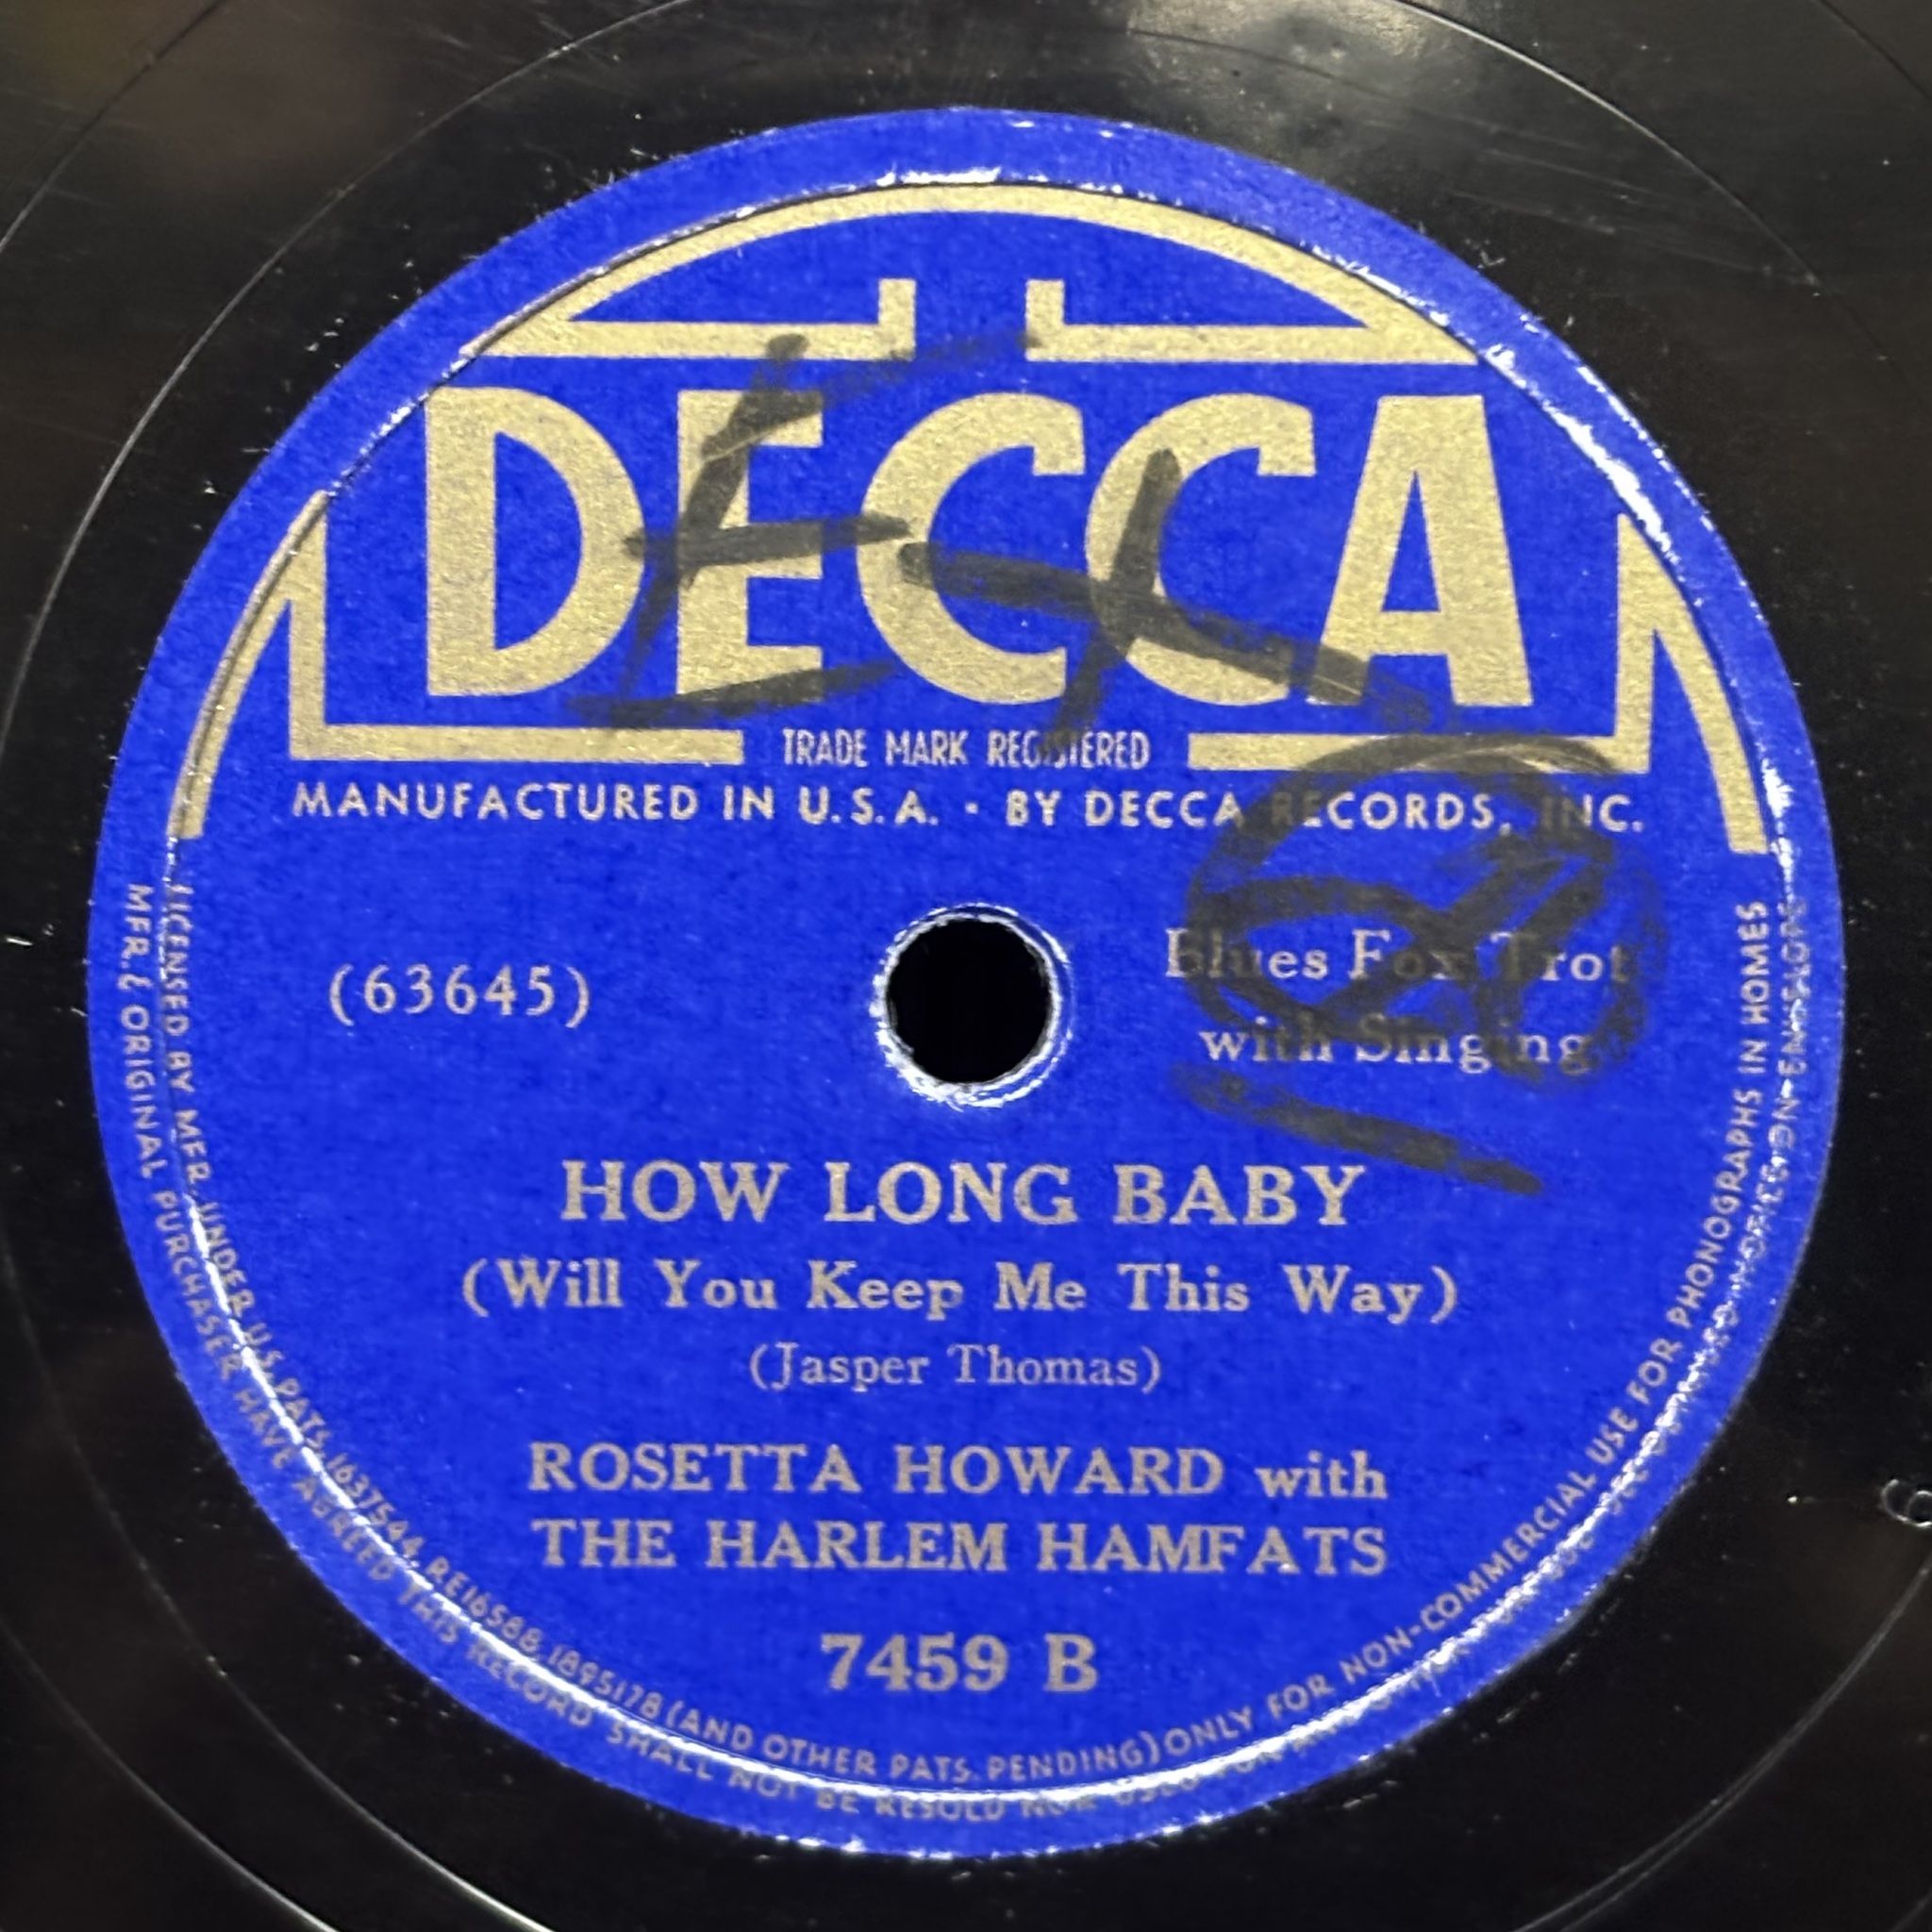 DECCA
TRADE MARK REGISTERED
MANUFACTURED IN U.S.A. · BY DECCA RECORDS, INC.
(63645)
Blues Fox Trot
with Singing
HOW LONG BABY
(Will You Keep Me This Way)
(Jasper Thomas)
ROSETTA HOWARD with
THE HARLEM HAMFATS
7459 B
LICENSED BY MFR. UNDER U.S. PATS. 1637544, RE16588, 1895178 (AND OTHER PATS. PENDING) ONLY FOR NON-COMMERCIAL USE FOR PHONOGRAPHS IN HOMES
MFR. & ORIGINAL PURCHASER HAVE AGREED THIS RECORD SHALL NOT BE RESOLD NOR USED